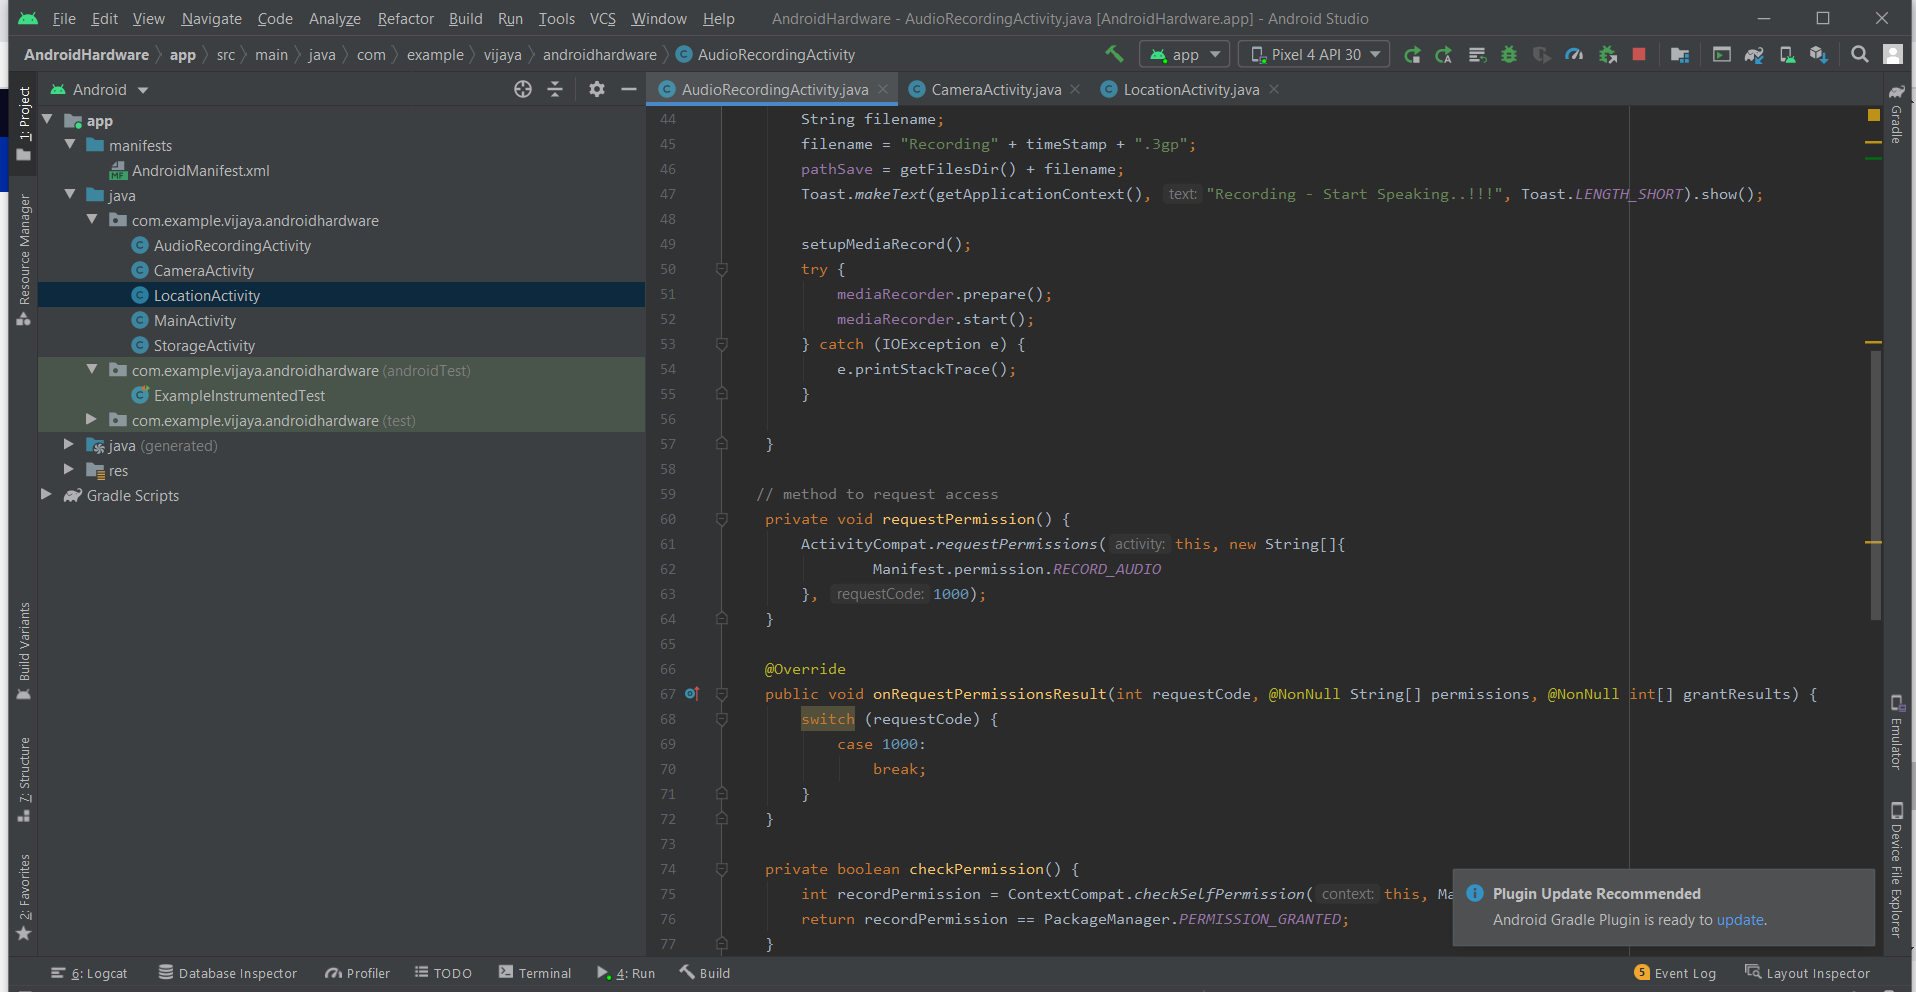 File Edit View Navigate Code Analyze Refactor Build Run Tools VCS Window Help AndroidHardware - AudioRecordingActivity.java [AndroidHardware.app] - Android Studio
AndroidHardware app src main java com example vijaya androidhardware AudioRecordingActivity app Pixel 4 API 30
Android
AudioRecordingActivity.java CameraActivity.java LocationActivity.java
1: Project
Resource Manager
Build Variants
7: Structure
2: Favorites
app
manifests
AndroidManifest.xml
java
com.example.vijaya.androidhardware
AudioRecordingActivity
CameraActivity
LocationActivity
MainActivity
StorageActivity
com.example.vijaya.androidhardware (androidTest)
ExampleInstrumentedTest
com.example.vijaya.androidhardware (test)
java (generated)
res
Gradle Scripts
44 String filename;
45 filename = "Recording" + timeStamp + ".3gp";
46 pathSave = getFilesDir() + filename;
47 Toast.makeText(getApplicationContext(), text: "Recording - Start Speaking..!!!", Toast.LENGTH_SHORT).show();
48
49 setupMediaRecord();
50 try {
51 mediaRecorder.prepare();
52 mediaRecorder.start();
53 } catch (IOException e) {
54 e.printStackTrace();
55 }
56
57 }
58
59 // method to request access
60 private void requestPermission() {
61 ActivityCompat.requestPermissions( activity: this, new String[]{
62 Manifest.permission.RECORD_AUDIO
63 }, requestCode: 1000);
64 }
65
66 @Override
67 public void onRequestPermissionsResult(int requestCode, @NonNull String[] permissions, @NonNull int[] grantResults) {
68 switch (requestCode) {
69 case 1000:
70 break;
71 }
72 }
73
74 private boolean checkPermission() {
75 int recordPermission = ContextCompat.checkSelfPermission( context: this, Ma
76 return recordPermission == PackageManager.PERMISSION_GRANTED;
77 }
Plugin Update Recommended
Android Gradle Plugin is ready to update.
Gradle
Emulator
Device File Explorer
6: Logcat Database Inspector Profiler TODO Terminal 4: Run Build 5 Event Log Layout Inspector